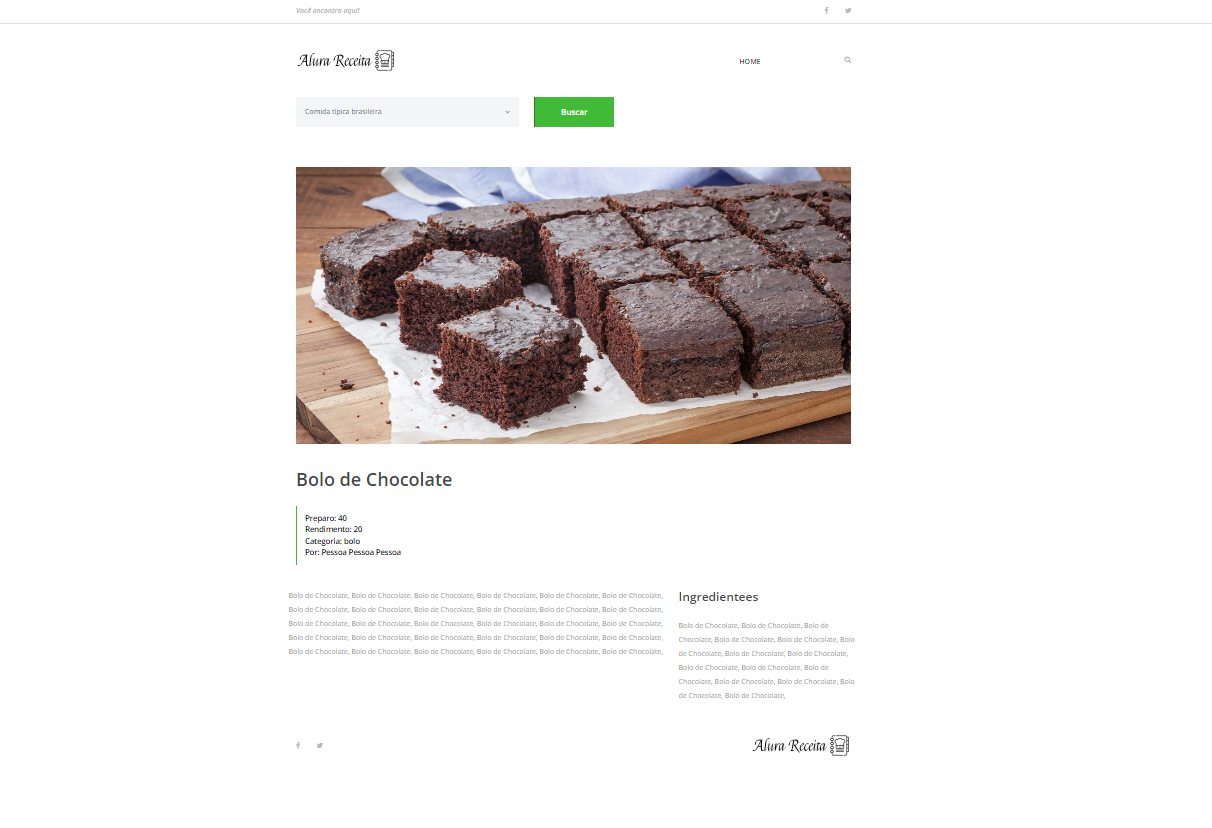 Você encontra aqui!
Alura Receita
HOME
Comida típica brasileira
Buscar
Bolo de Chocolate
Preparo: 40
Rendimento: 20
Categoria: bolo
Por: Pessoa Pessoa Pessoa
Bolo de Chocolate, Bolo de Chocolate, Bolo de Chocolate, Bolo de Chocolate, Bolo de Chocolate, Bolo de Chocolate,
Bolo de Chocolate, Bolo de Chocolate, Bolo de Chocolate, Bolo de Chocolate, Bolo de Chocolate, Bolo de Chocolate,
Bolo de Chocolate, Bolo de Chocolate, Bolo de Chocolate, Bolo de Chocolate, Bolo de Chocolate, Bolo de Chocolate,
Bolo de Chocolate, Bolo de Chocolate, Bolo de Chocolate, Bolo de Chocolate, Bolo de Chocolate, Bolo de Chocolate,
Bolo de Chocolate, Bolo de Chocolate, Bolo de Chocolate, Bolo de Chocolate, Bolo de Chocolate, Bolo de Chocolate,
Ingredientees
Bolo de Chocolate, Bolo de Chocolate, Bolo de
Chocolate, Bolo de Chocolate, Bolo de Chocolate, Bolo
de Chocolate, Bolo de Chocolate, Bolo de Chocolate,
Bolo de Chocolate, Bolo de Chocolate, Bolo de
Chocolate, Bolo de Chocolate, Bolo de Chocolate, Bolo
de Chocolate, Bolo de Chocolate,
Alura Receita